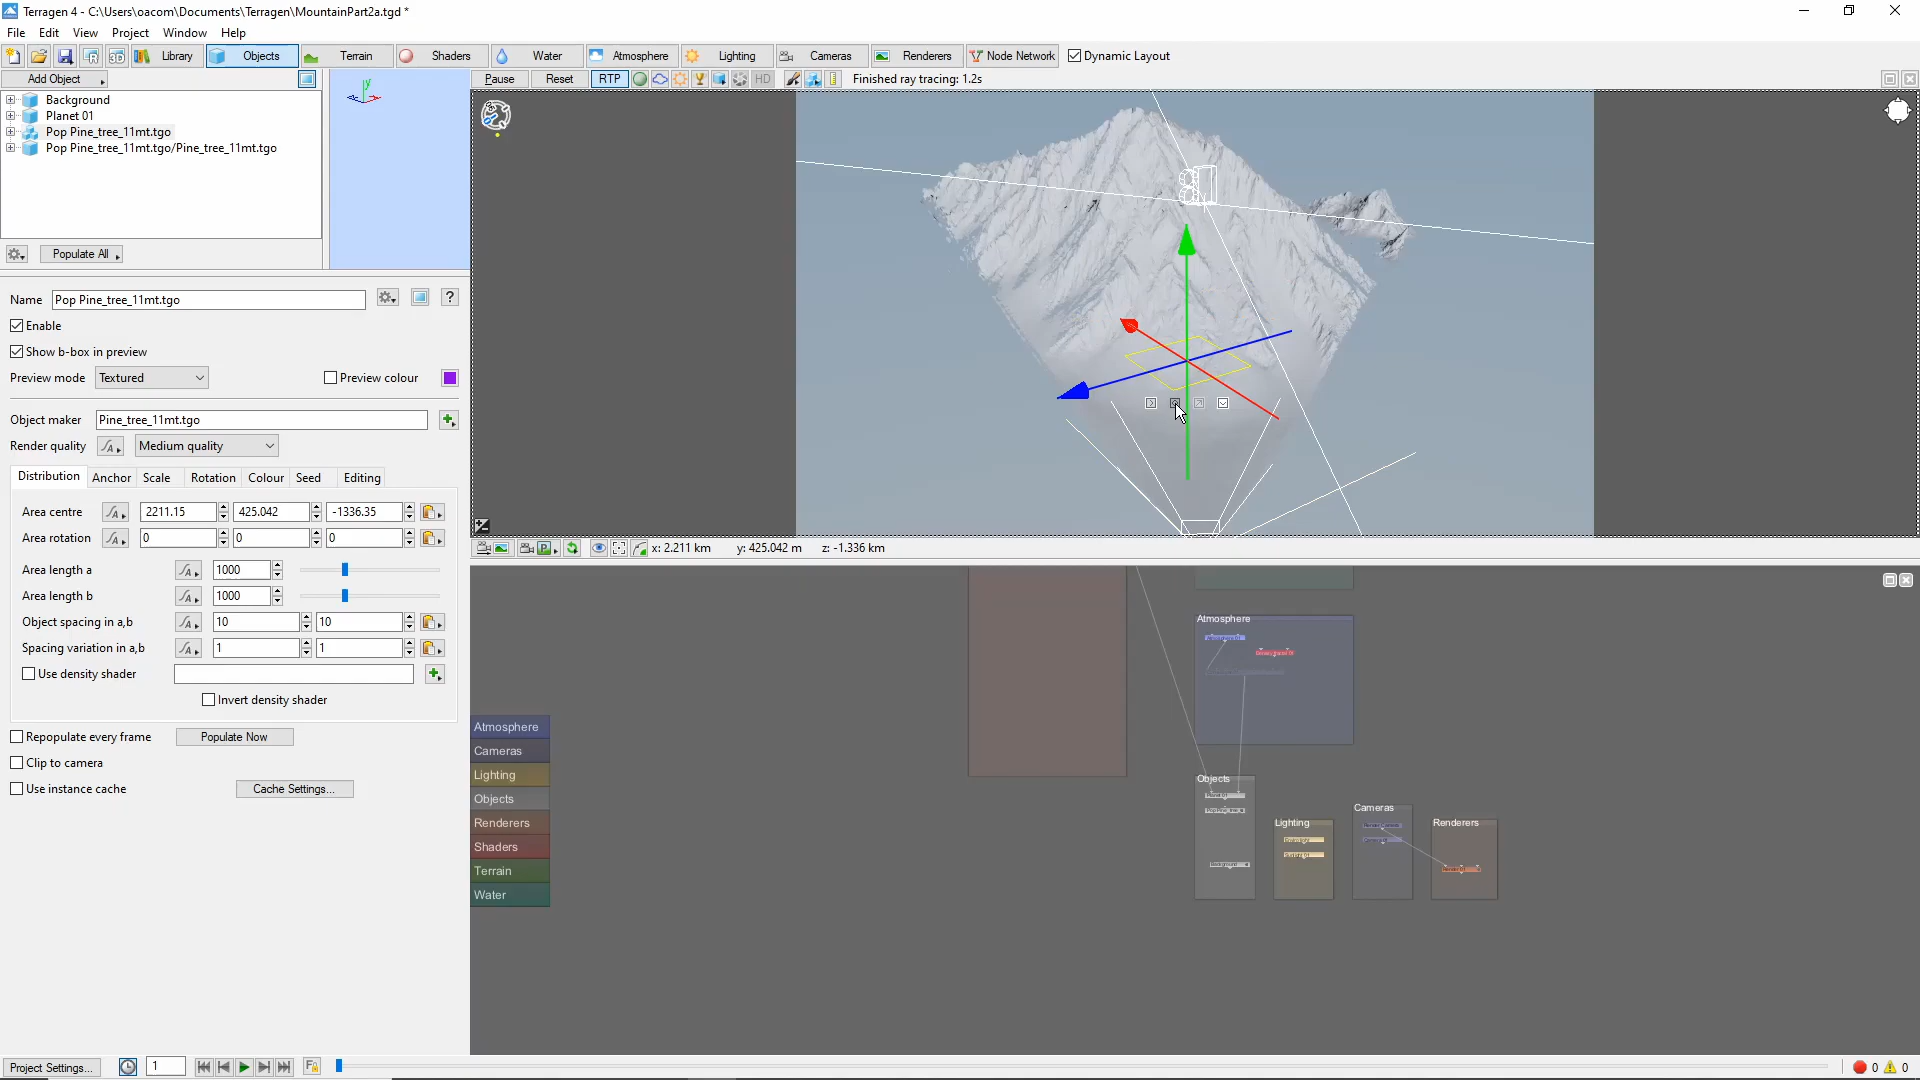 Terragen 4 - C:\Users\oacom\Documents\Terragen\MountainPart2a.tgd *
File Edit View Project Window Help
Library Objects Terrain Shaders Water Atmosphere Lighting Cameras Renderers Node Network Dynamic Layout
Add Object
Pause Reset RTP HD Finished ray tracing: 1.2s
Background
Planet 01
Pop Pine_tree_11mt.tgo
Pop Pine_tree_11mt.tgo/Pine_tree_11mt.tgo
y
Populate All
Name Pop Pine_tree_11mt.tgo ?
Enable
Show b-box in preview
Preview mode Textured Preview colour
Object maker Pine_tree_11mt.tgo
Render quality Medium quality
Distribution Anchor Scale Rotation Colour Seed Editing
Area centre 2211.15 425.042 -1336.35
Area rotation 0 0 0
Area length a 1000
Area length b 1000
Object spacing in a,b 10 10
Spacing variation in a,b 1 1
Use density shader
Invert density shader
Repopulate every frame Populate Now
Clip to camera
Use instance cache Cache Settings...
x: 2.211 km y: 425.042 m z: -1.336 km
Atmosphere
Cameras
Lighting
Objects
Renderers
Shaders
Terrain
Water
Atmosphere
Objects
Lighting
Cameras
Renderers
Project Settings... 1 0 0